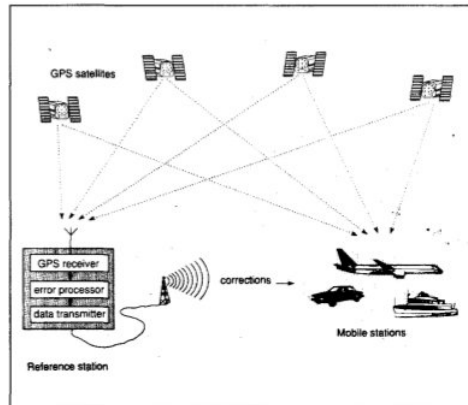 GPS satellites
GPS receiver
error processor
data transmitter
corrections
Mobile stations
Reference station